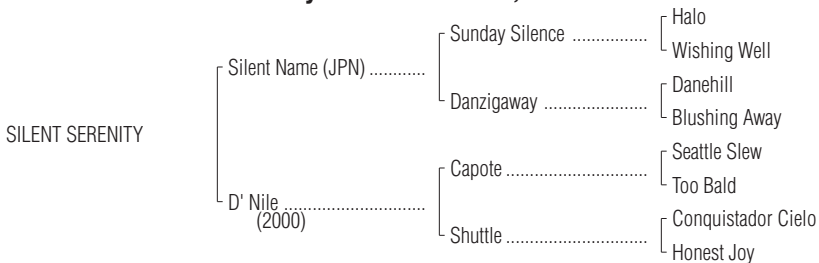 Halo
Sunday Silence ................
Wishing Well
Silent Name (JPN) ............
Danehill
Danzigaway ......................
Blushing Away
SILENT SERENITY
Seattle Slew
Capote ..............................
Too Bald
D' Nile ..............................
(2000)
Conquistador Cielo
Shuttle ..............................
Honest Joy